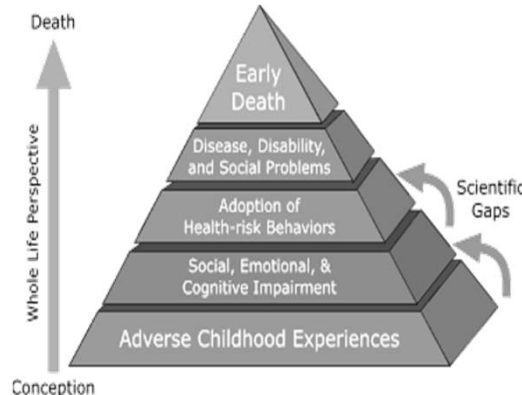 Death
Whole Life Perspective
Conception
Early
Death
Disease, Disability,
and Social Problems
Adoption of
Health-risk Behaviors
Social, Emotional, &
Cognitive Impairment
Adverse Childhood Experiences
Scientific
Gaps